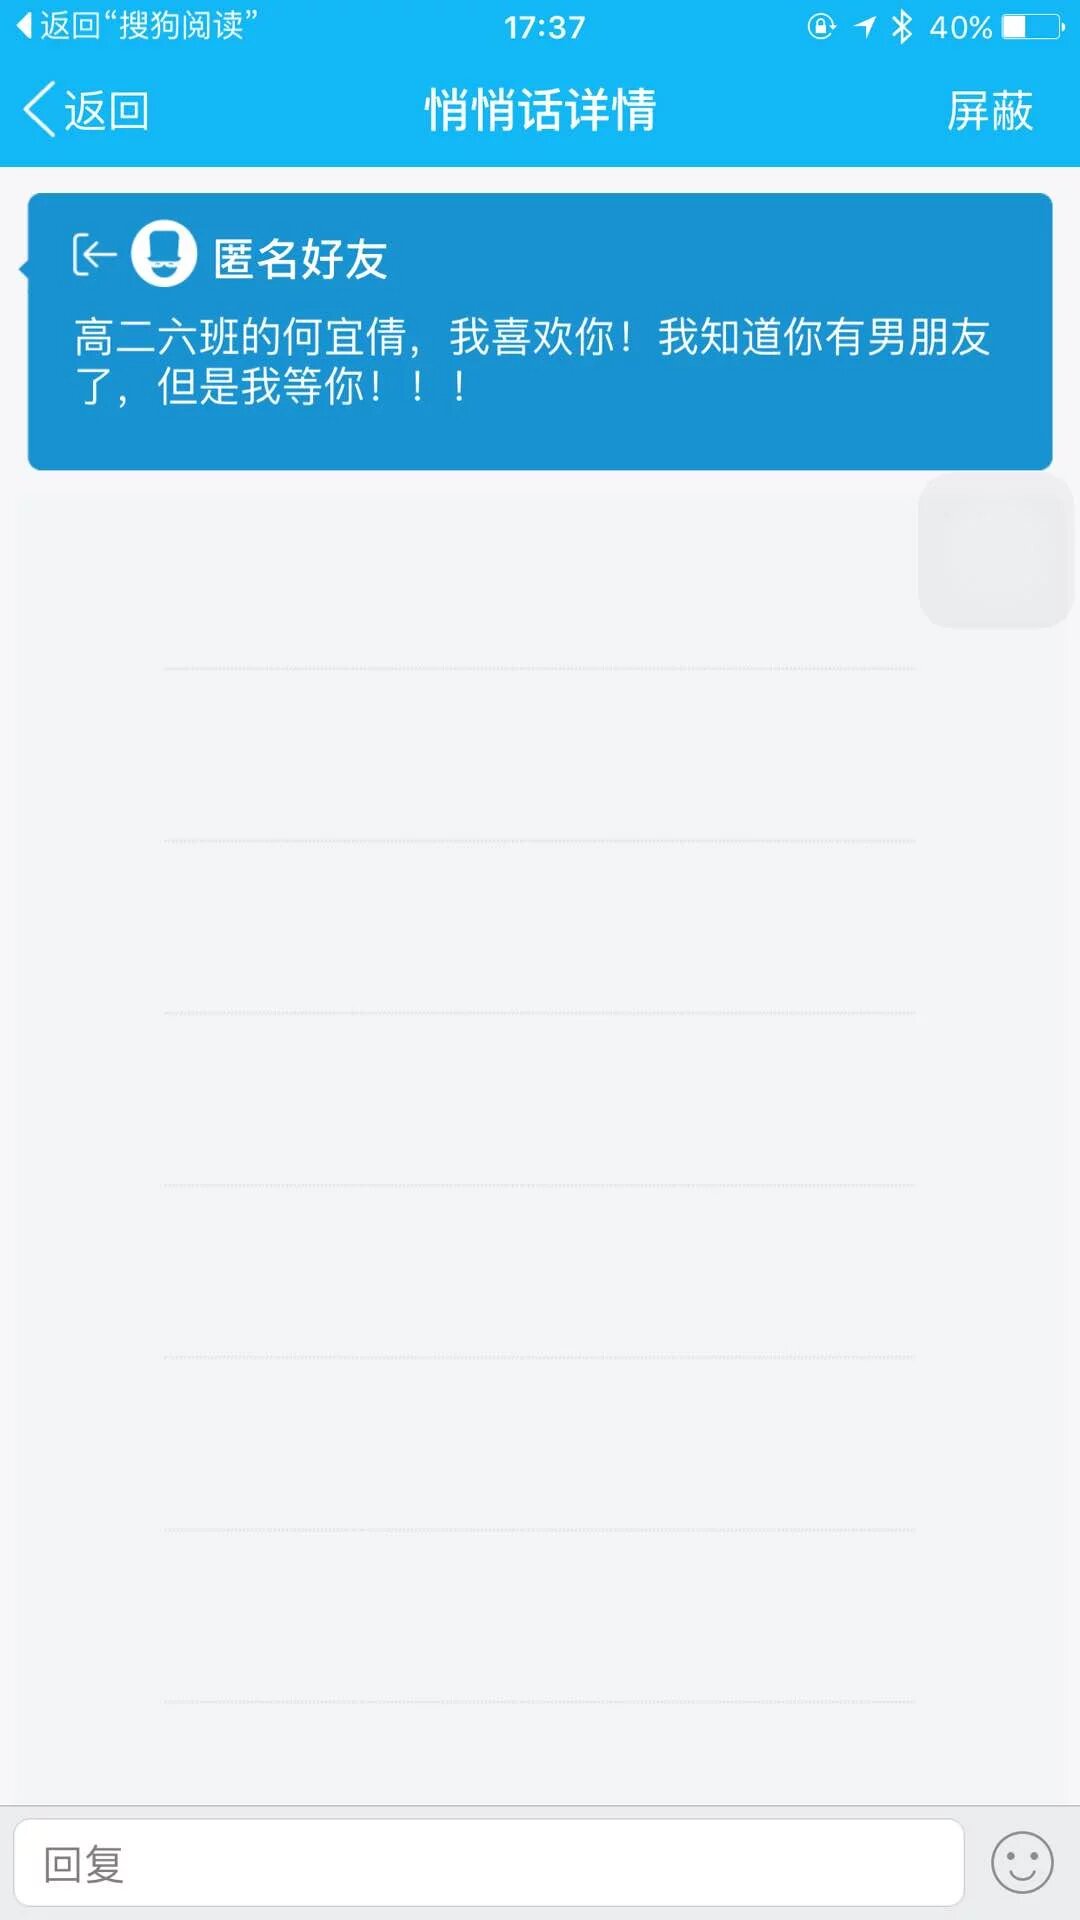 返回“搜狗阅读”
17:37
40%
返回
悄悄话详情
屏蔽
匿名好友
高二六班的何宜倩，我喜欢你！我知道你有男朋友
了，但是我等你！！！
回复